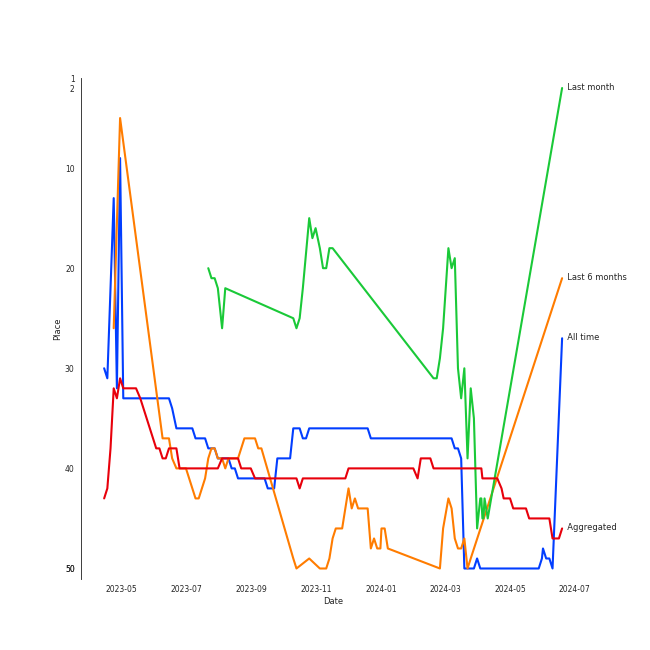 1
2
Last month
10
20
Last 6 months
30
All time
40
Aggregated
50
Place
2023-05 2023-07 2023-09 2023-11 2024-01 2024-03 2024-05 2024-07
Date